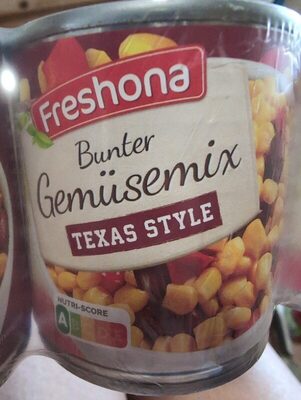 Freshona
Bunter
Gemüsemix
TEXAS STYLE
NUTRI-SCORE
A